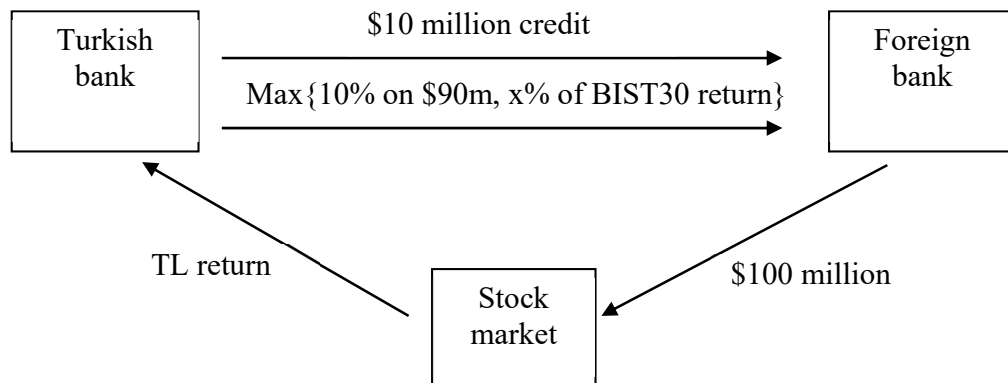 Turkish
bank
$10 million credit
Max{10% on $90m, x% of BIST30 return}
Foreign
bank
TL return
$100 million
Stock
market